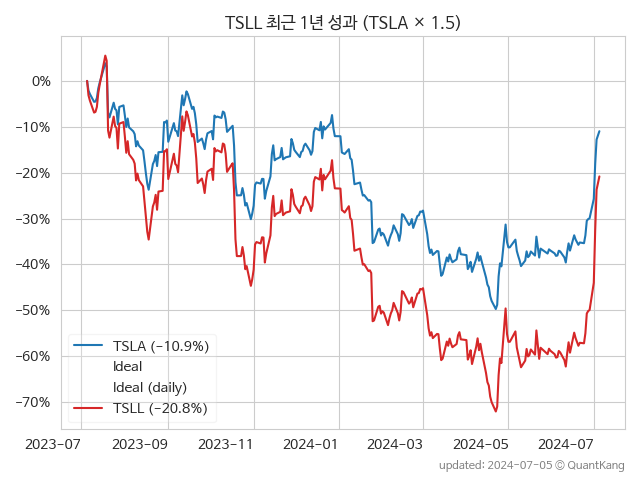 TSLL 최근 1년 성과 (TSLA × 1.5)
0%
−10%
−20%
−30%
−40%
−50%
−60%
−70%
TSLA (−10.9%)
Ideal
Ideal (daily)
TSLL (−20.8%)
2023-07 2023-09 2023-11 2024-01 2024-03 2024-05 2024-07
updated: 2024-07-05 © QuantKang